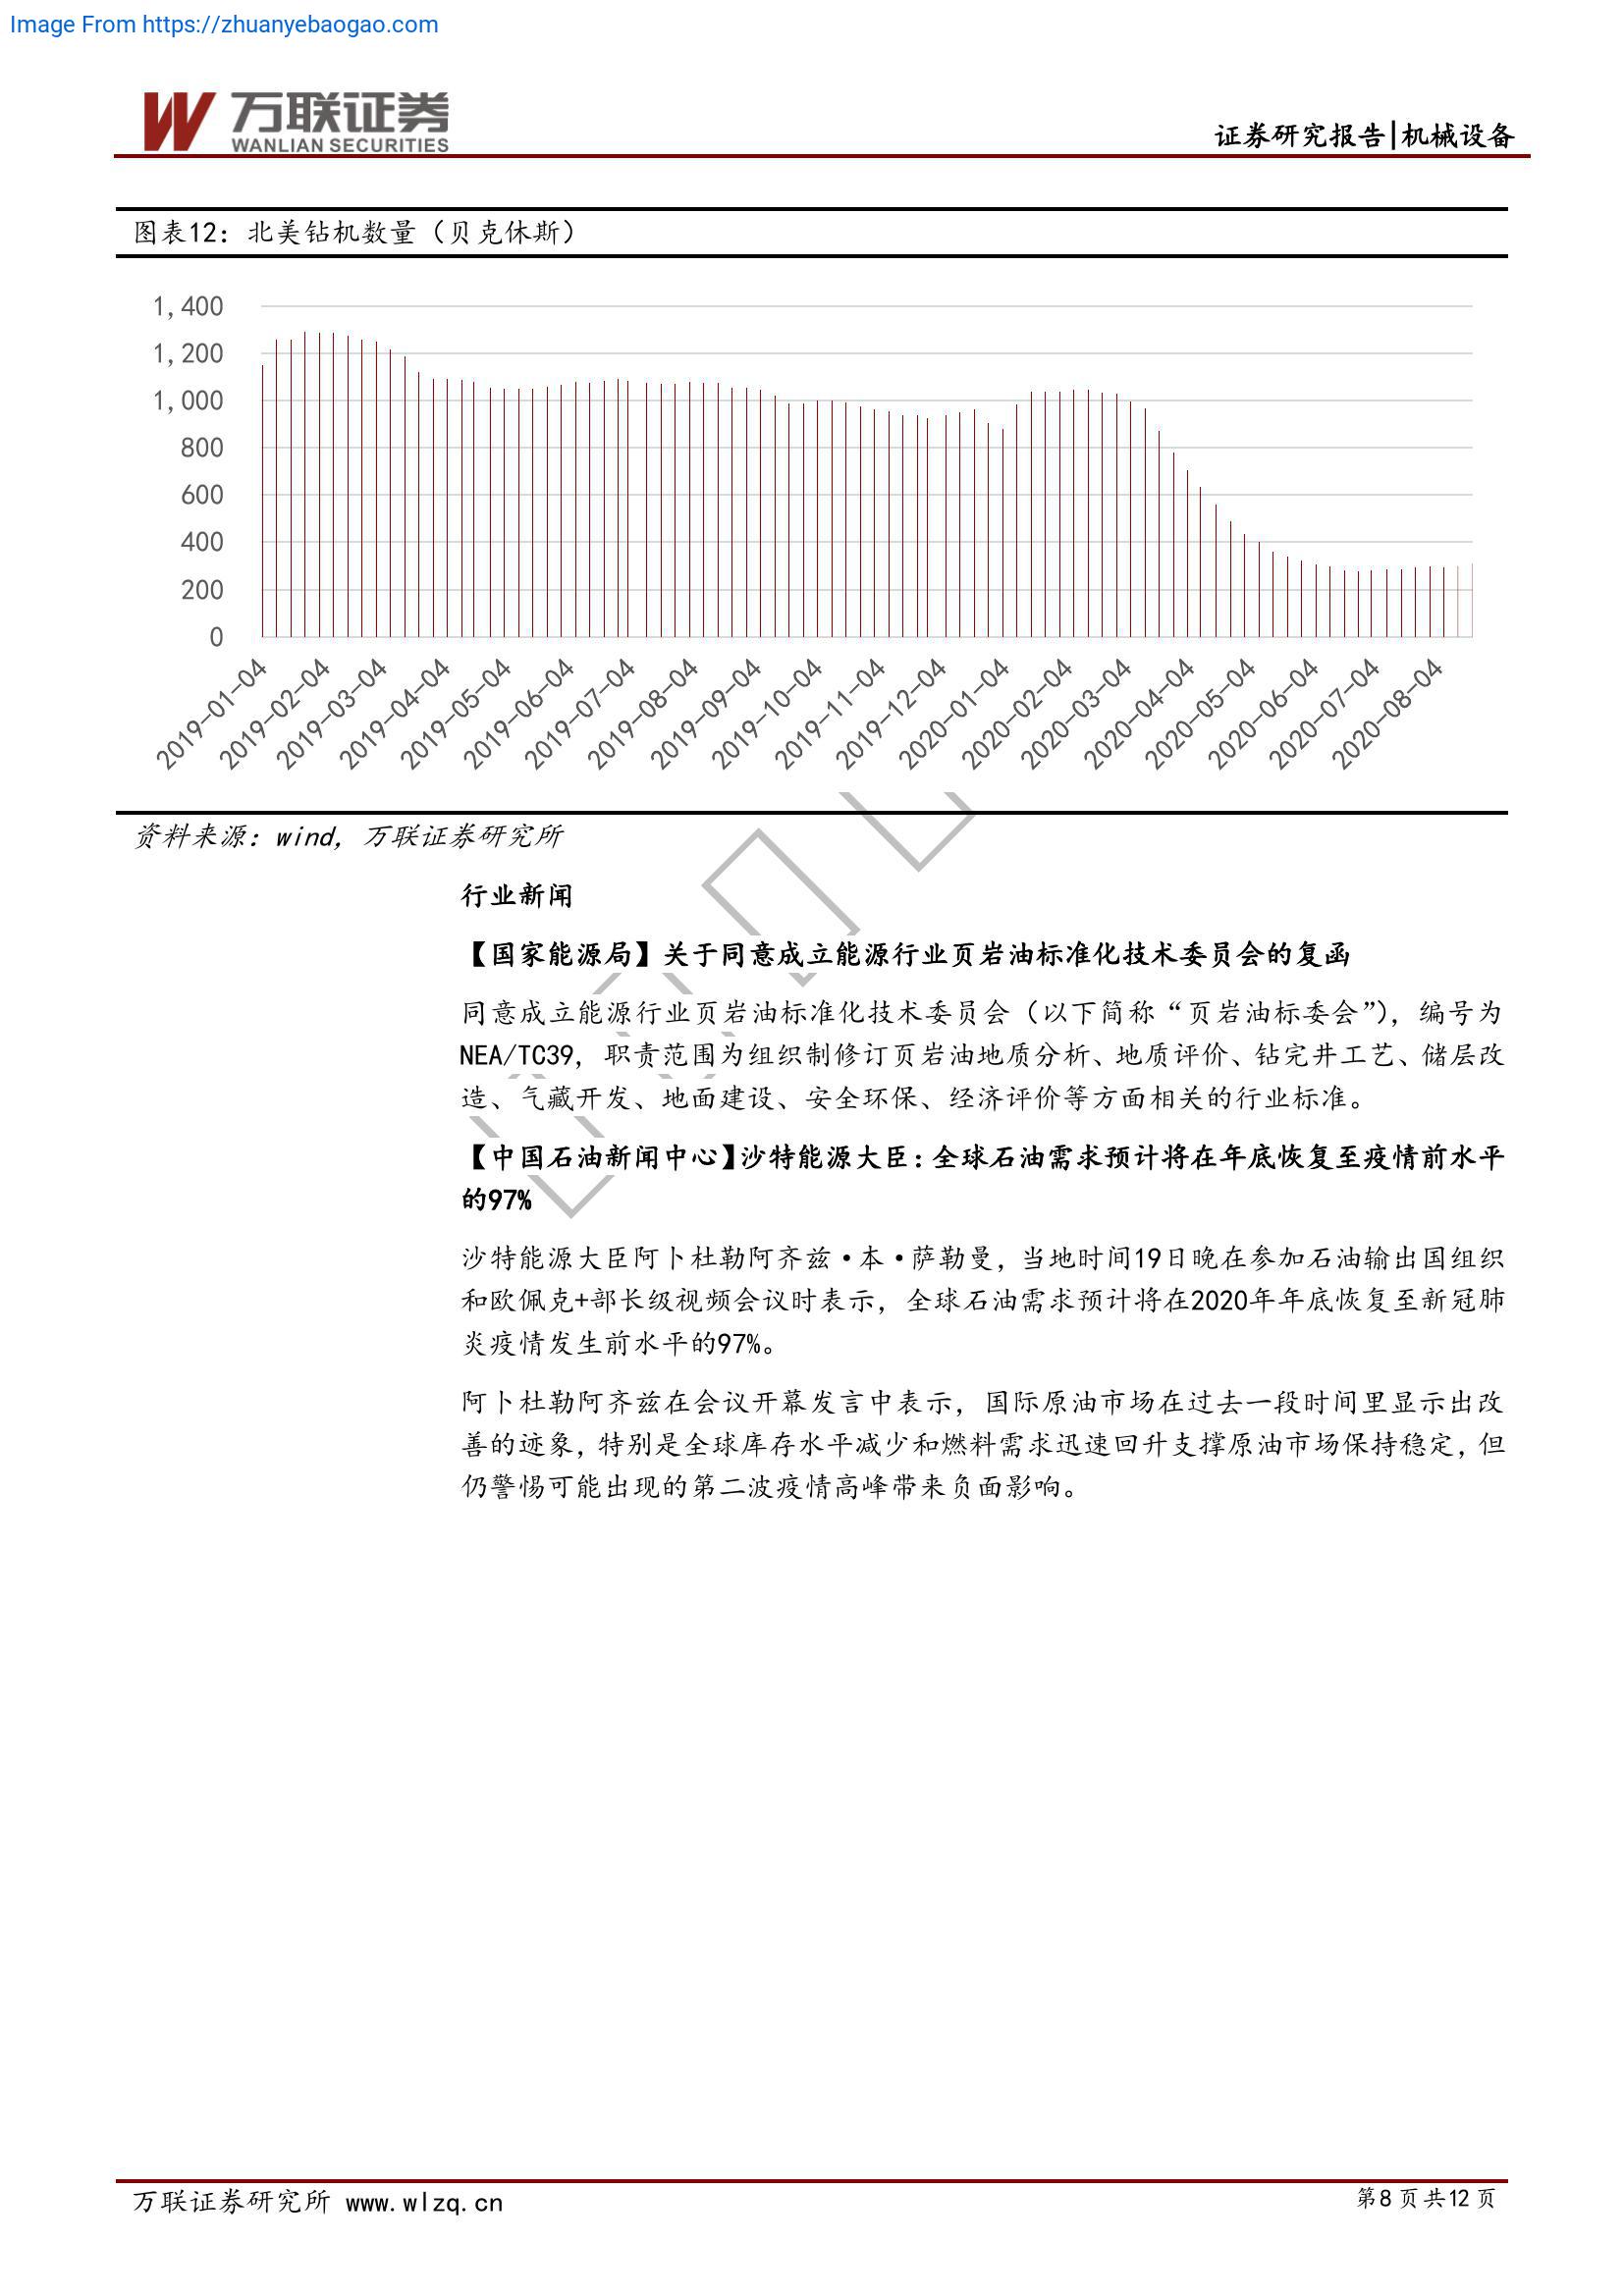 Image From https://zhuanyebaogao.com
万联证券
WANLIAN SECURITIES
证券研究报告|机械设备
图表12：北美钻机数量（贝克休斯）
1,400
1,200
1,000
800
600
400
200
0
2019-01-04
2019-02-04
2019-03-04
2019-04-04
2019-05-04
2019-06-04
2019-07-04
2019-08-04
2019-09-04
2019-10-04
2019-11-04
2019-12-04
2020-01-04
2020-02-04
2020-03-04
2020-04-04
2020-05-04
2020-06-04
2020-07-04
2020-08-04
资料来源：wind，万联证券研究所
行业新闻
【国家能源局】关于同意成立能源行业页岩油标准化技术委员会的复函
同意成立能源行业页岩油标准化技术委员会（以下简称“页岩油标委会”），编号为
NEA/TC39，职责范围为组织制修订页岩油地质分析、地质评价、钻完井工艺、储层改
造、气藏开发、地面建设、安全环保、经济评价等方面相关的行业标准。
【中国石油新闻中心】沙特能源大臣：全球石油需求预计将在年底恢复至疫情前水平
的97%
沙特能源大臣阿卜杜勒阿齐兹·本·萨勒曼，当地时间19日晚在参加石油输出国组织
和欧佩克+部长级视频会议时表示，全球石油需求预计将在2020年年底恢复至新冠肺
炎疫情发生前水平的97%。
阿卜杜勒阿齐兹在会议开幕发言中表示，国际原油市场在过去一段时间里显示出改
善的迹象，特别是全球库存水平减少和燃料需求迅速回升支撑原油市场保持稳定，但
仍警惕可能出现的第二波疫情高峰带来负面影响。
万联证券研究所 www.wlzq.cn
第8页共12页